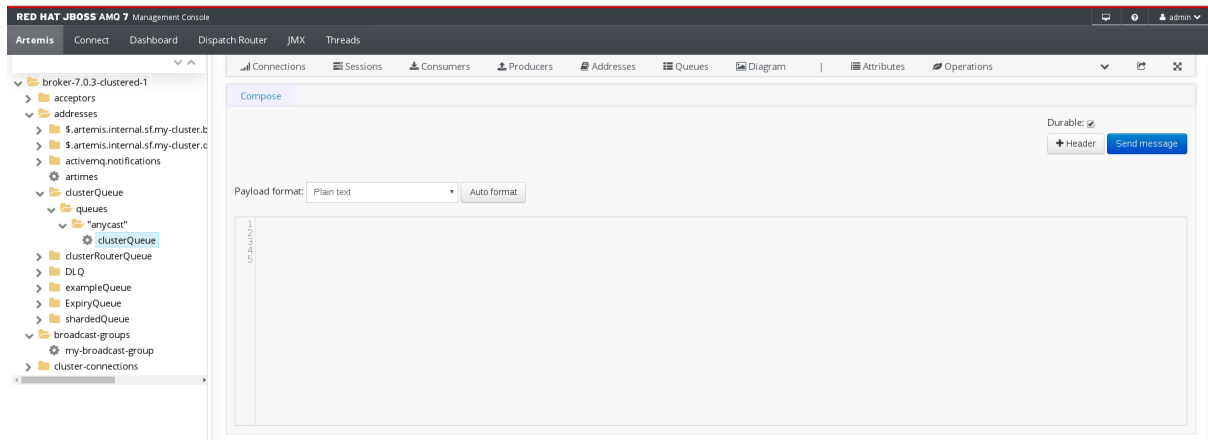 RED HAT JBOSS AMQ 7 Management Console
admin
Artemis Connect Dashboard Dispatch Router JMX Threads
Connections Sessions Consumers Producers Addresses Queues Diagram | Attributes Operations
broker-7.0.3-clustered-1
acceptors
addresses
$.artemis.internal.sf.my-cluster.b
$.artemis.internal.sf.my-cluster.c
activemq.notifications
artimes
clusterQueue
queues
"anycast"
clusterQueue
clusterRouterQueue
DLQ
exampleQueue
ExpiryQueue
shardedQueue
broadcast-groups
my-broadcast-group
cluster-connections
Compose
Durable:
Header Send message
Payload format: Plain text Auto format
1
2
3
4
5